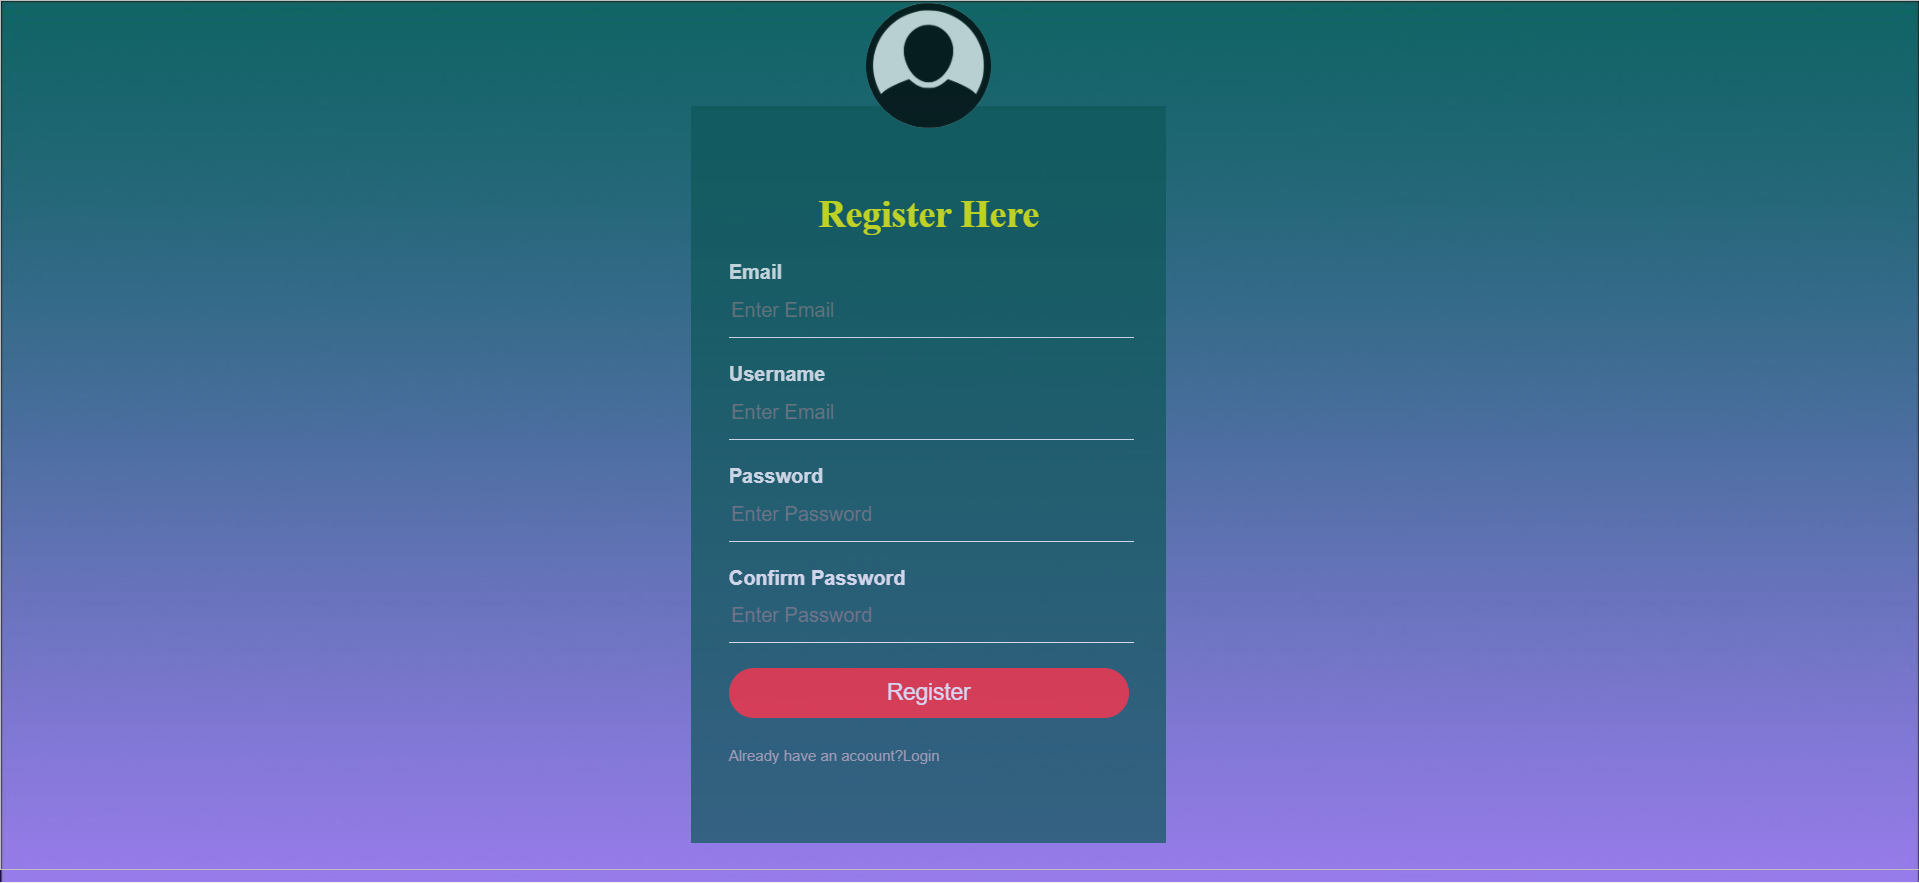 Register Here
Email
Enter Email
Username
Enter Email
Password
Enter Password
Confirm Password
Enter Password
Register
Already have an acoount?Login